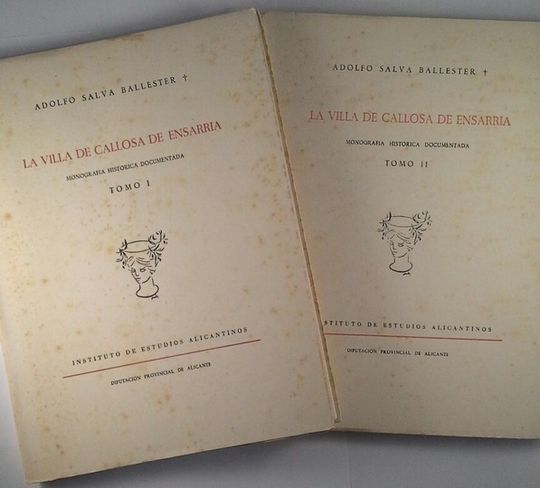 ADOLFO SALVA BALLESTER †
LA VILLA DE CALLOSA DE ENSARRIA
MONOGRAFIA HISTORICA DOCUMENTADA
TOMO I
INSTITUTO DE ESTUDIOS ALICANTINOS
DIPUTACION PROVINCIAL DE ALICANTE
ADOLFO SALVA BALLESTER †
LA VILLA DE CALLOSA DE ENSARRIA
MONOGRAFIA HISTORICA DOCUMENTADA
TOMO II
INSTITUTO DE ESTUDIOS ALICANTINOS
DIPUTACION PROVINCIAL DE ALICANTE